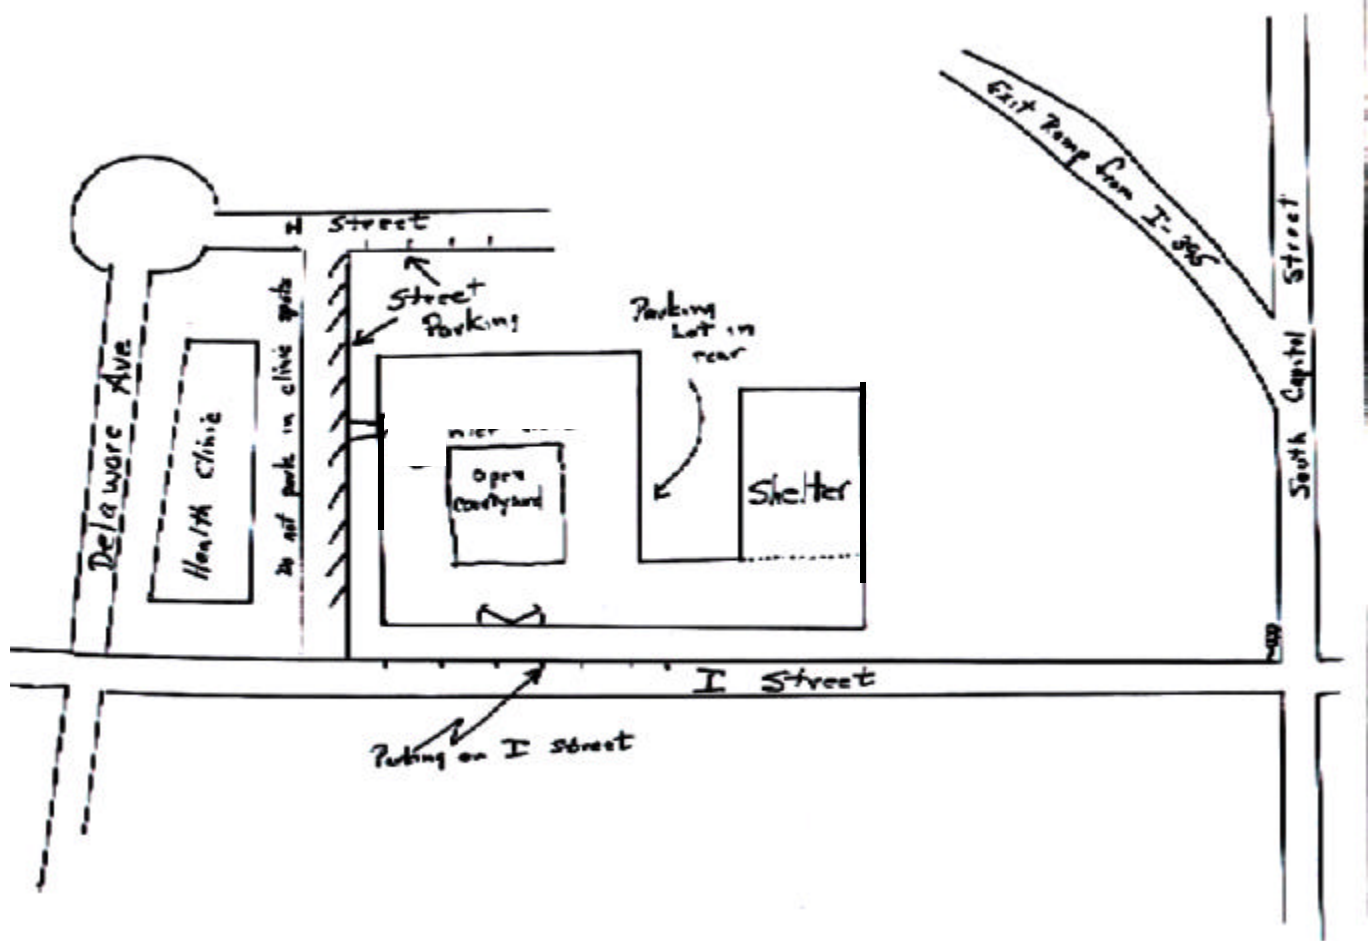 Exit Ramp from I-395
South Capitol Street
H Street
Street
Parking
Parking
Lot in
rear
Delaware Ave
Health Clinic
Do not park in clinic spots
Open
Courtyard
Shelter
I Street
Parking on I Street